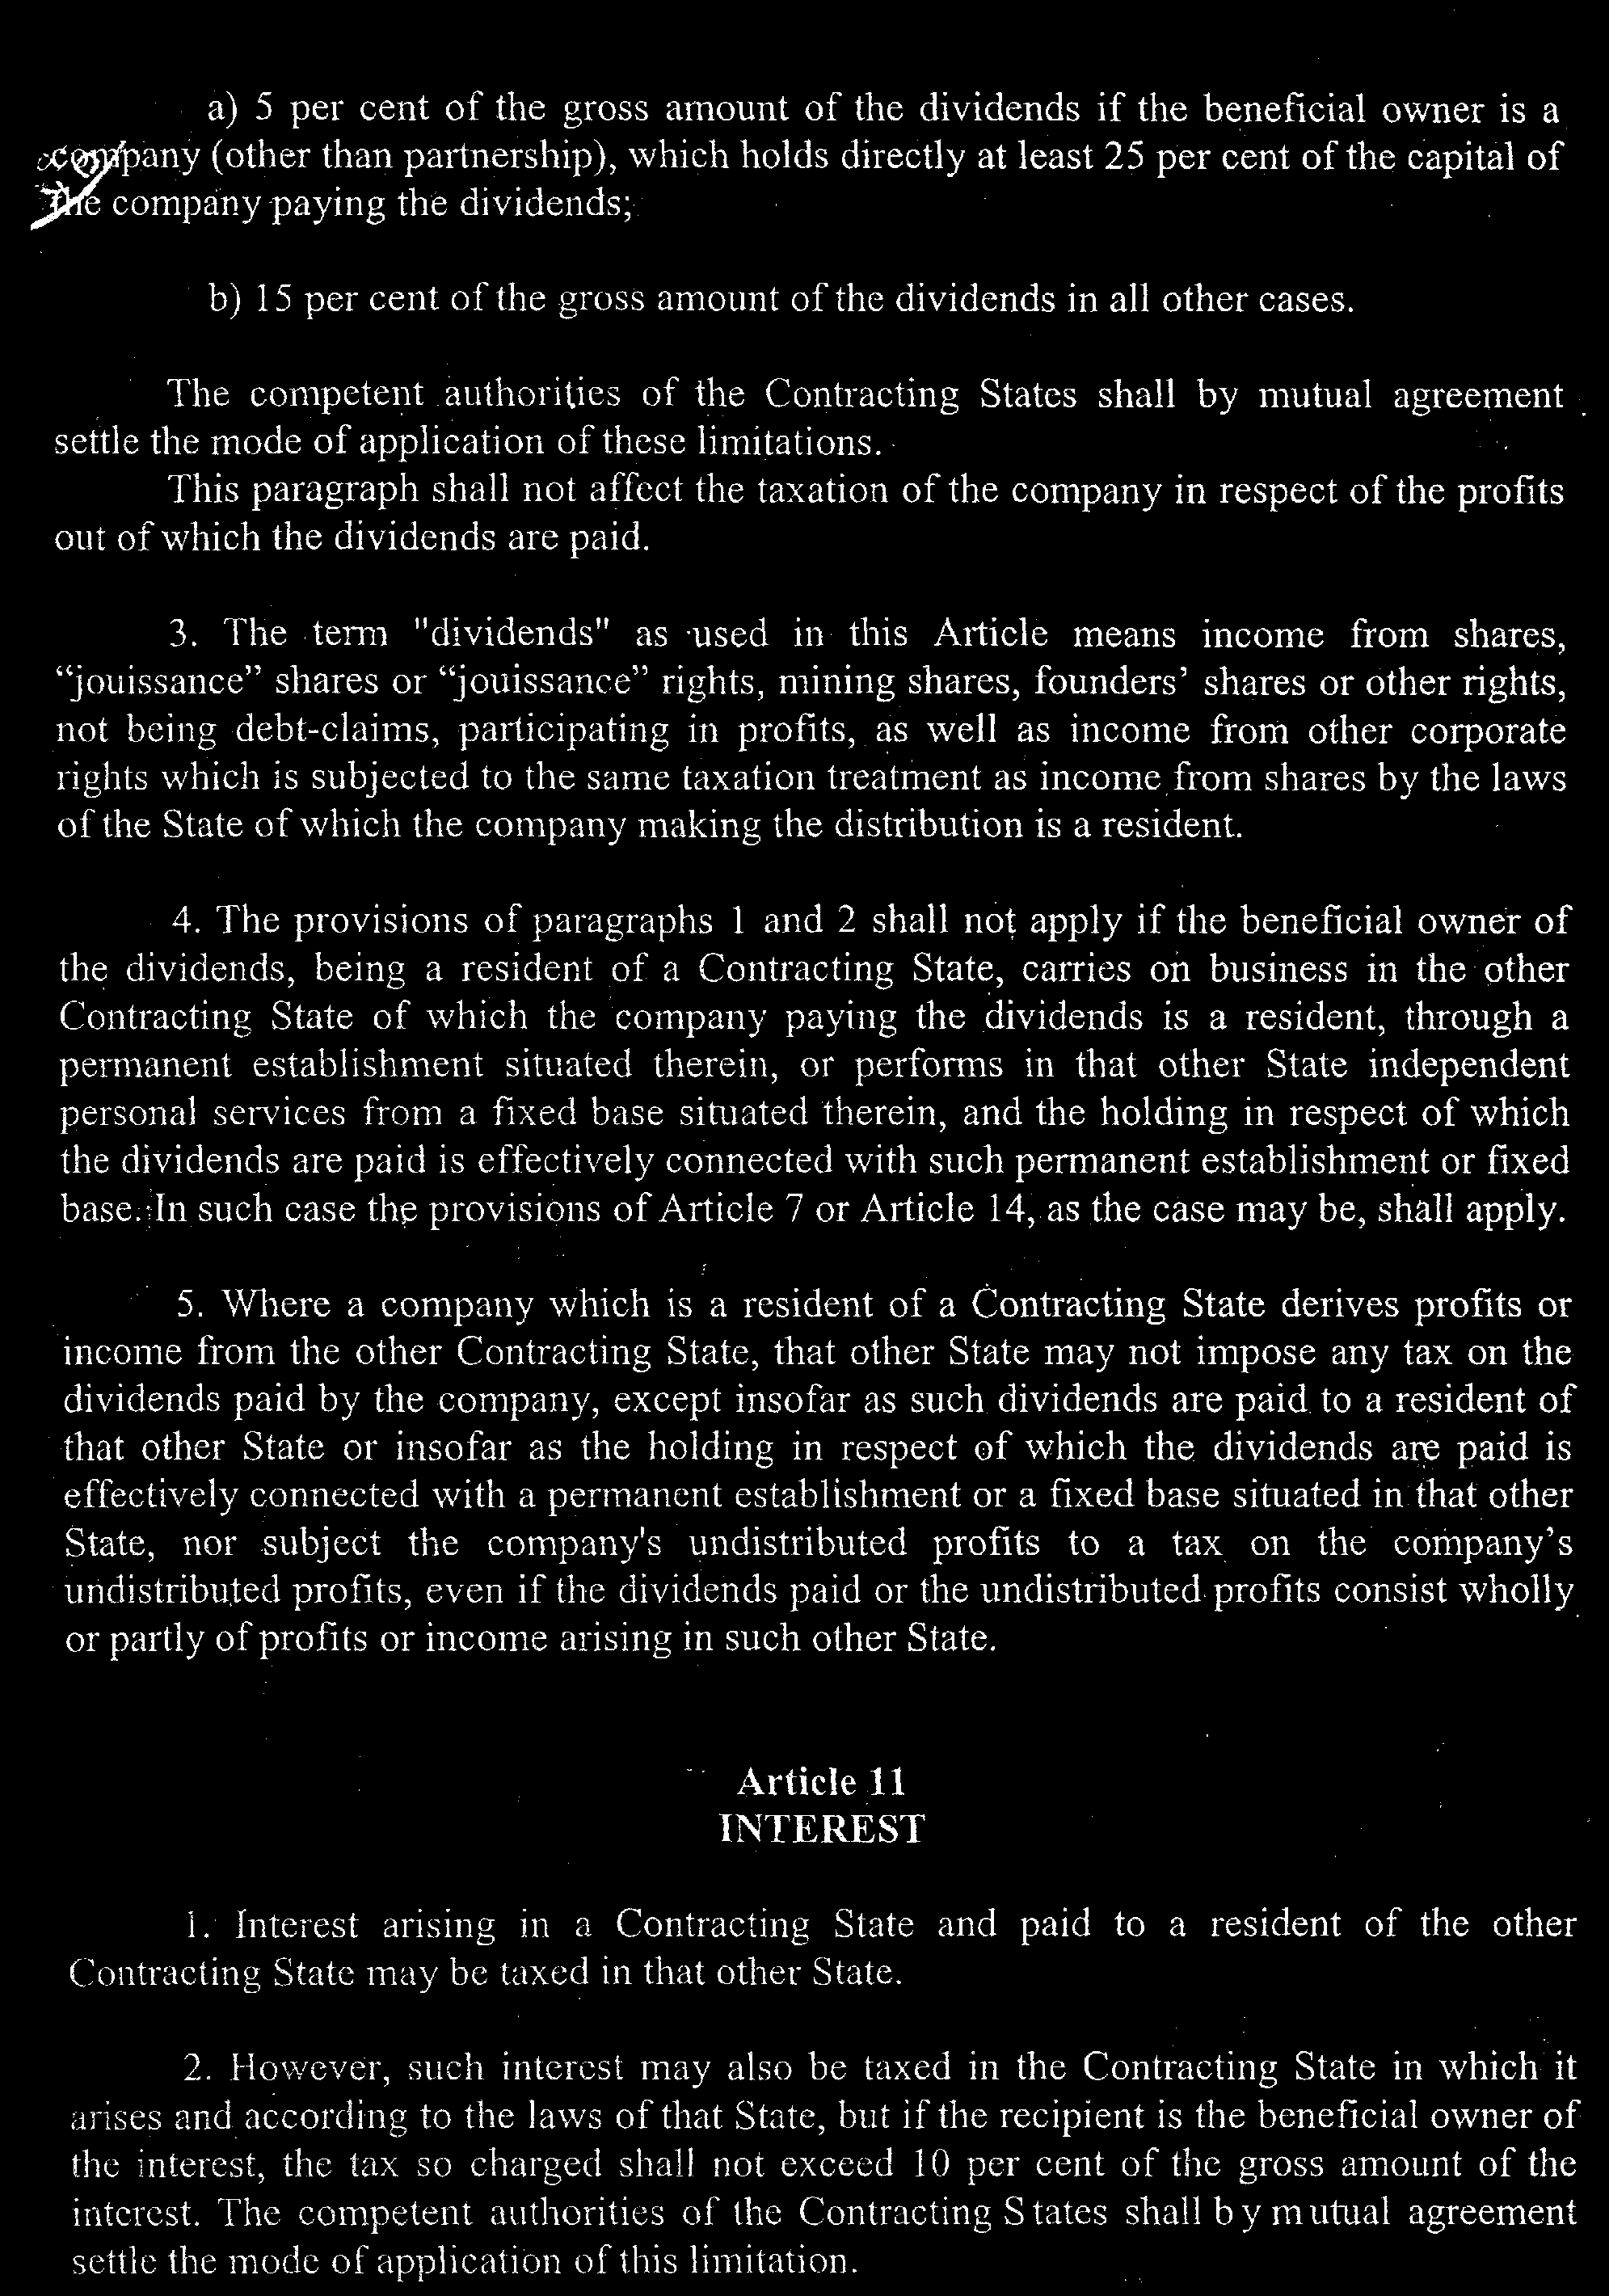 a) 5 per cent of the gross amount of the dividends if the beneficial owner is a
company (other than partnership), which holds directly at least 25 per cent of the capital of
the company paying the dividends;
b) 15 per cent of the gross amount of the dividends in all other cases.
The competent authorities of the Contracting States shall by mutual agreement
settle the mode of application of these limitations.
This paragraph shall not affect the taxation of the company in respect of the profits
out of which the dividends are paid.
3. The term "dividends" as used in this Article means income from shares,
“jouissance” shares or “jouissance” rights, mining shares, founders’ shares or other rights,
not being debt-claims, participating in profits, as well as income from other corporate
rights which is subjected to the same taxation treatment as income from shares by the laws
of the State of which the company making the distribution is a resident.
4. The provisions of paragraphs 1 and 2 shall not apply if the beneficial owner of
the dividends, being a resident of a Contracting State, carries on business in the other
Contracting State of which the company paying the dividends is a resident, through a
permanent establishment situated therein, or performs in that other State independent
personal services from a fixed base situated therein, and the holding in respect of which
the dividends are paid is effectively connected with such permanent establishment or fixed
base. In such case the provisions of Article 7 or Article 14, as the case may be, shall apply.
5. Where a company which is a resident of a Contracting State derives profits or
income from the other Contracting State, that other State may not impose any tax on the
dividends paid by the company, except insofar as such dividends are paid to a resident of
that other State or insofar as the holding in respect of which the dividends are paid is
effectively connected with a permanent establishment or a fixed base situated in that other
State, nor subject the company's undistributed profits to a tax on the company’s
undistributed profits, even if the dividends paid or the undistributed profits consist wholly
or partly of profits or income arising in such other State.
Article 11
INTEREST
1. Interest arising in a Contracting State and paid to a resident of the other
Contracting State may be taxed in that other State.
2. However, such interest may also be taxed in the Contracting State in which it
arises and according to the laws of that State, but if the recipient is the beneficial owner of
the interest, the tax so charged shall not exceed 10 per cent of the gross amount of the
interest. The competent authorities of the Contracting States shall by mutual agreement
settle the mode of application of this limitation.